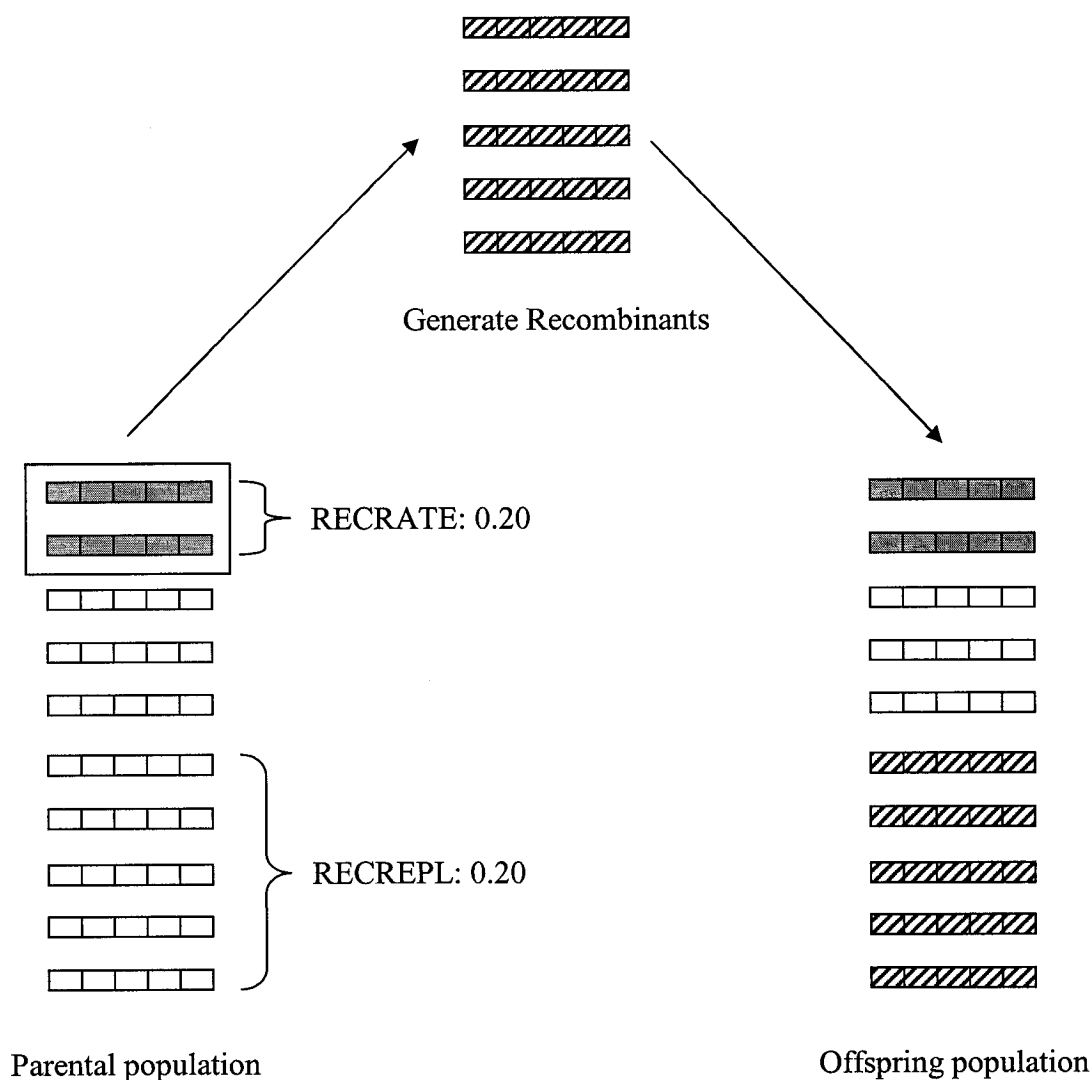 Generate Recombinants
RECRATE: 0.20
RECREPL: 0.20
Parental population
Offspring population